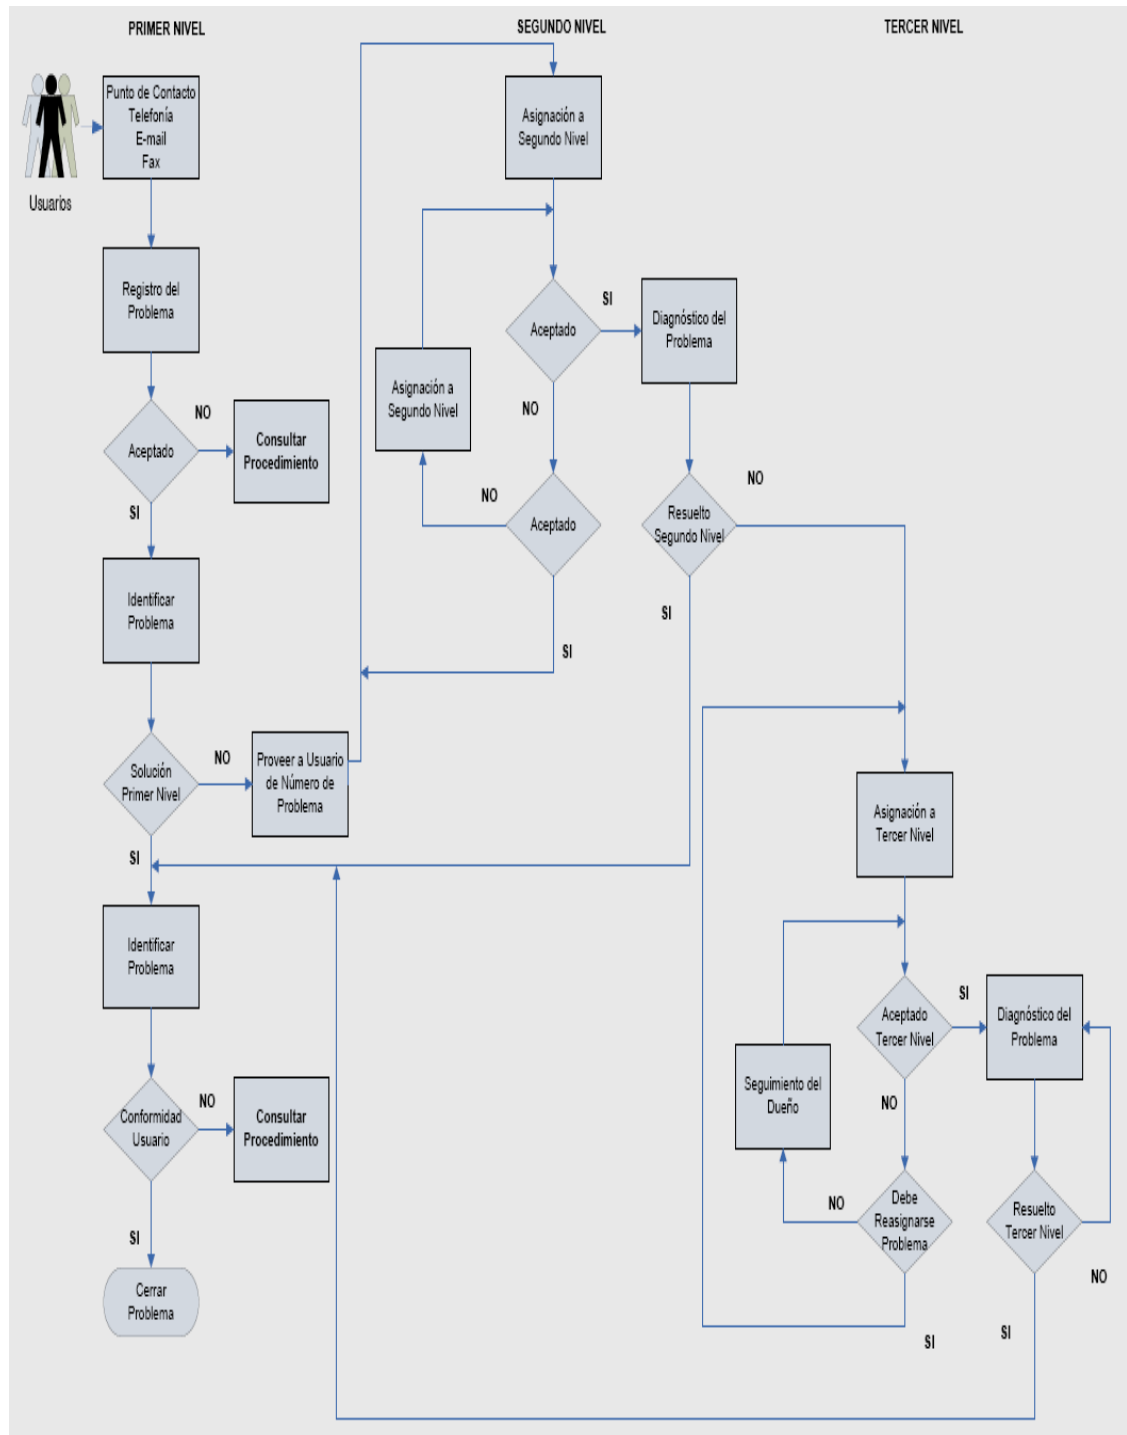 PRIMER NIVEL
SEGUNDO NIVEL
TERCER NIVEL
Usuarios
Punto de Contacto
Telefonía
E-mail
Fax
Registro del
Problema
Aceptado
NO
Consultar
Procedimiento
SI
Identificar
Problema
Solución
Primer Nivel
NO
Proveer a Usuario
de Número de
Problema
SI
Identificar
Problema
Conformidad
Usuario
NO
Consultar
Procedimiento
SI
Cerrar
Problema
Asignación a
Segundo Nivel
Aceptado
SI
Diagnóstico del
Problema
NO
Asignación a
Segundo Nivel
NO
Aceptado
SI
Resuelto
Segundo Nivel
NO
SI
Asignación a
Tercer Nivel
Aceptado
Tercer Nivel
SI
Diagnóstico del
Problema
NO
Seguimiento del
Dueño
NO
Debe
Reasignarse
Problema
SI
Resuelto
Tercer Nivel
NO
SI